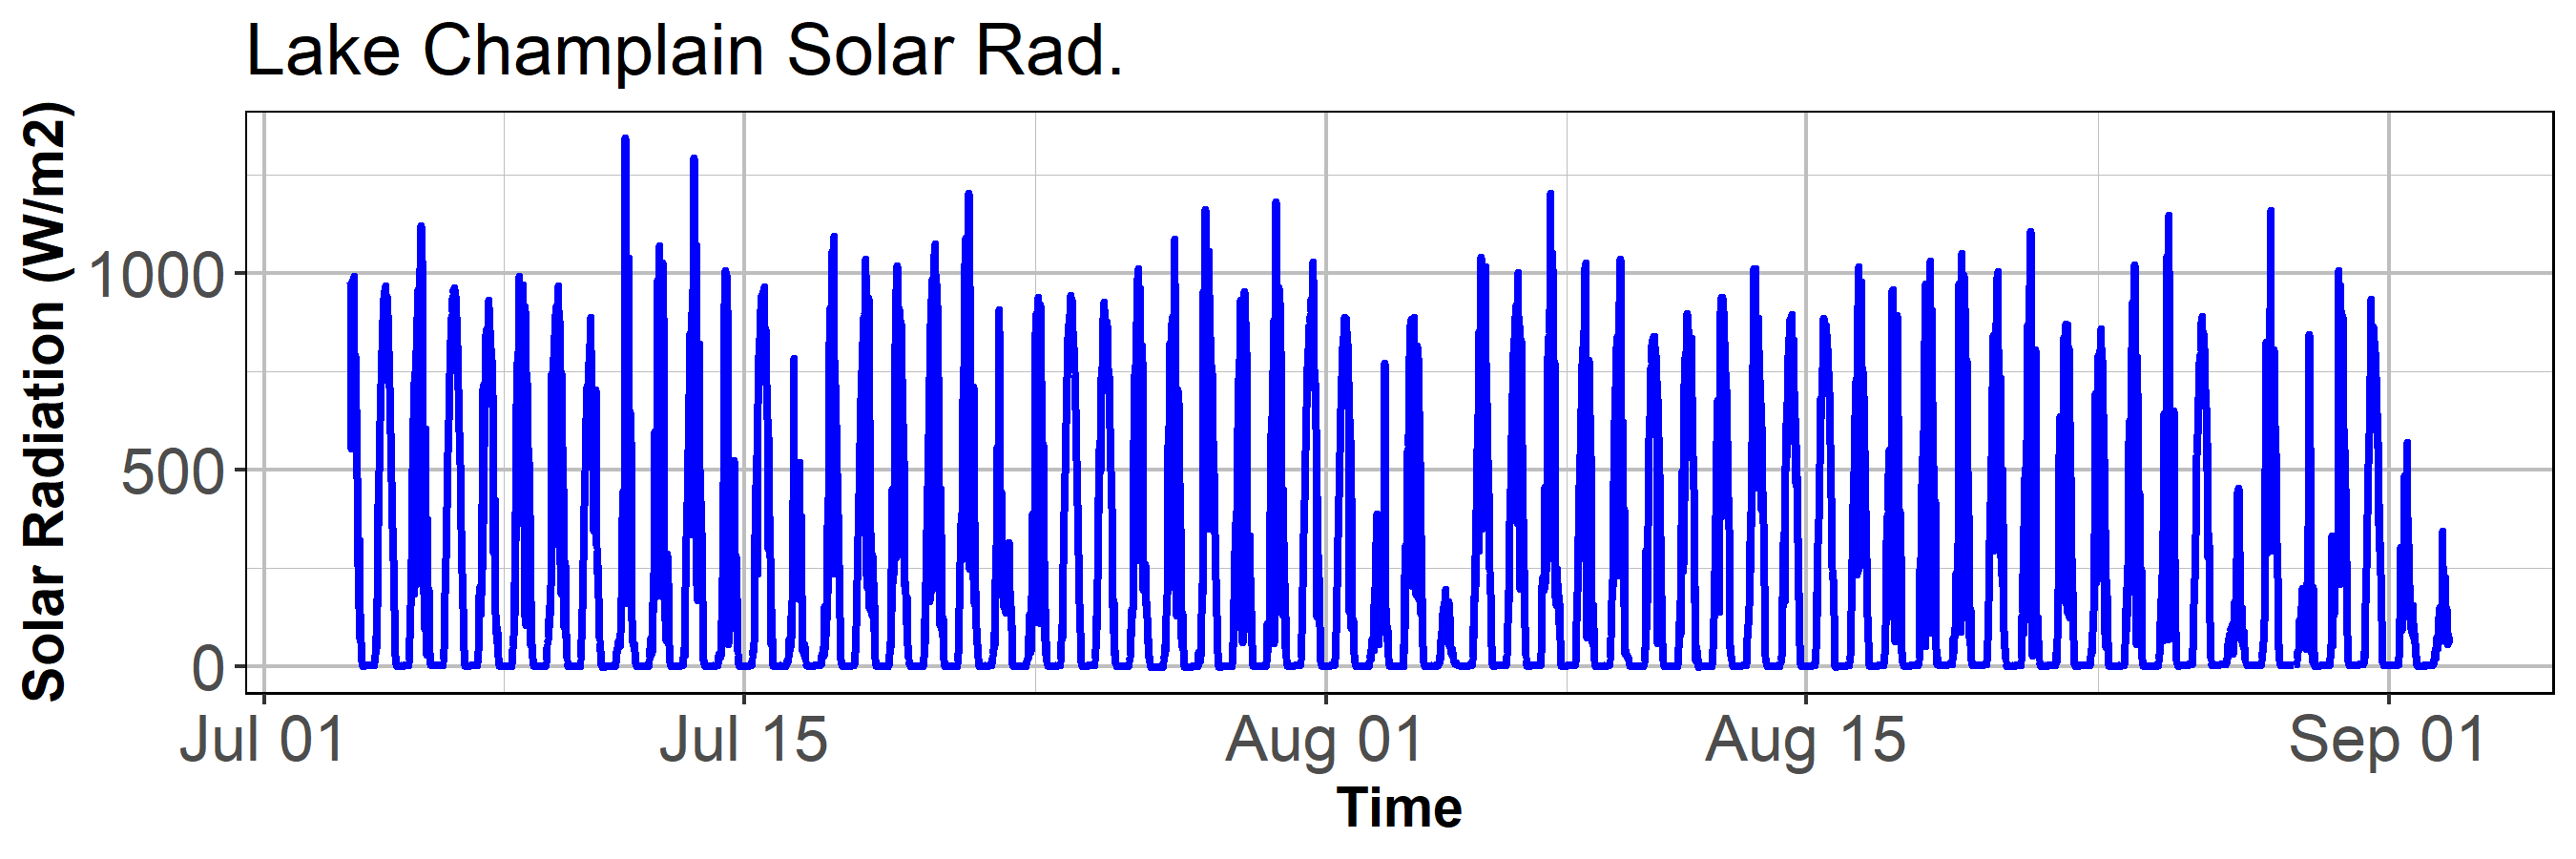 Lake Champlain Solar Rad.
Solar Radiation (W/m2)
1000
500
0
Jul 01
Jul 15
Aug 01
Aug 15
Sep 01
Time